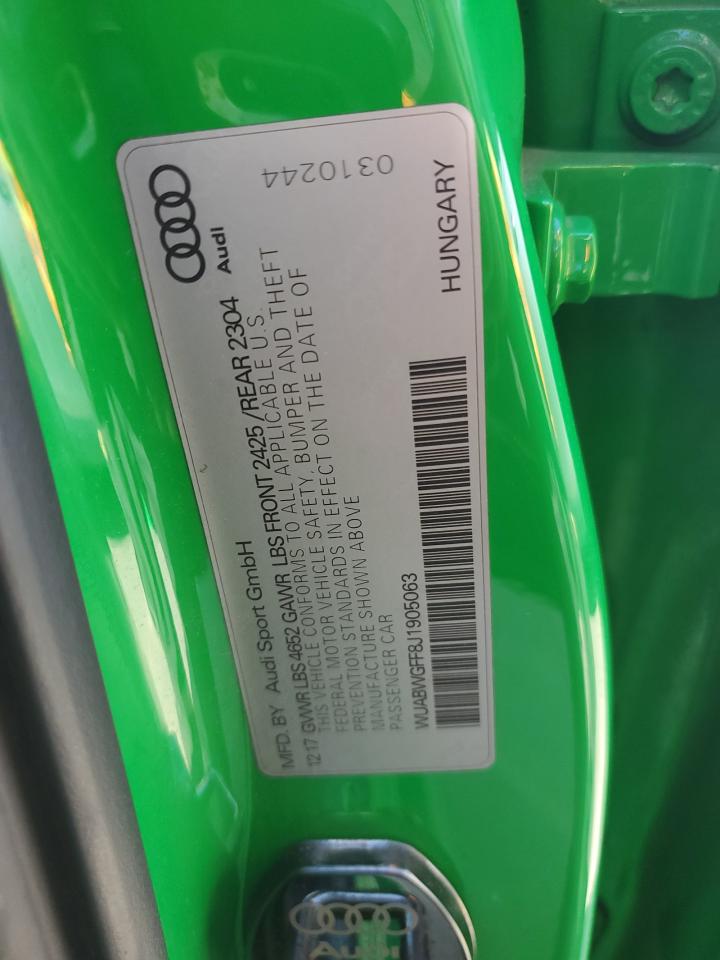 Audi
0310244
MFD. BY Audi Sport GmbH
12 17 GWWR LBS 4652 GAWR LBS FRONT 2425 /REAR 2304
THIS VEHICLE CONFORMS TO ALL APPLICABLE U.S.
FEDERAL MOTOR VEHICLE SAFETY, BUMPER AND THEFT
PREVENTION STANDARDS IN EFFECT ON THE DATE OF
MANUFACTURE SHOWN ABOVE
PASSENGER CAR
WUABWGFF8J1905063
HUNGARY
Audi